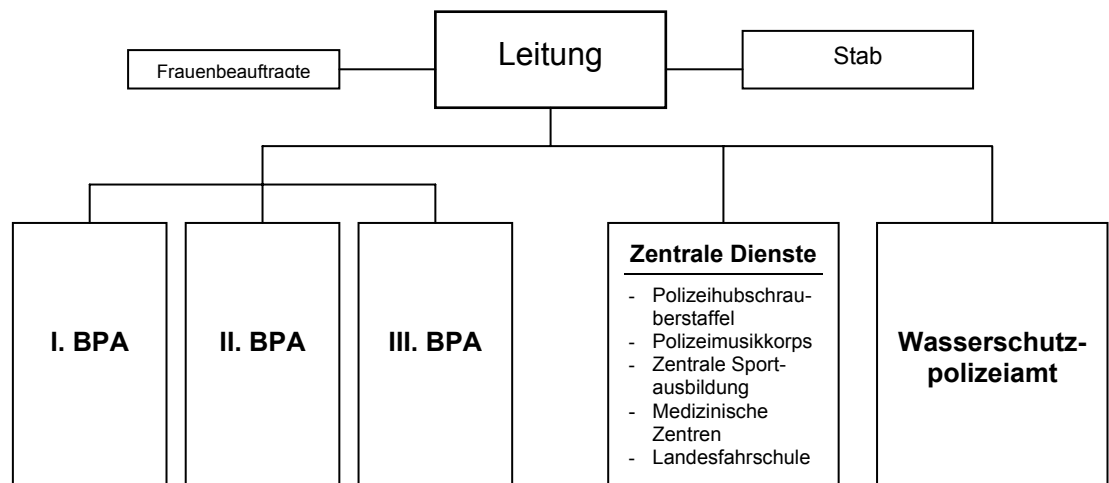 Leitung
Frauenbeauftragte
Stab
I. BPA
II. BPA
III. BPA
Zentrale Dienste
- Polizeihubschrau-
berstaffel
- Polizeimusikkorps
- Zentrale Sport-
ausbildung
- Medizinische
Zentren
- Landesfahrschule
Wasserschutz-
polizeiamt